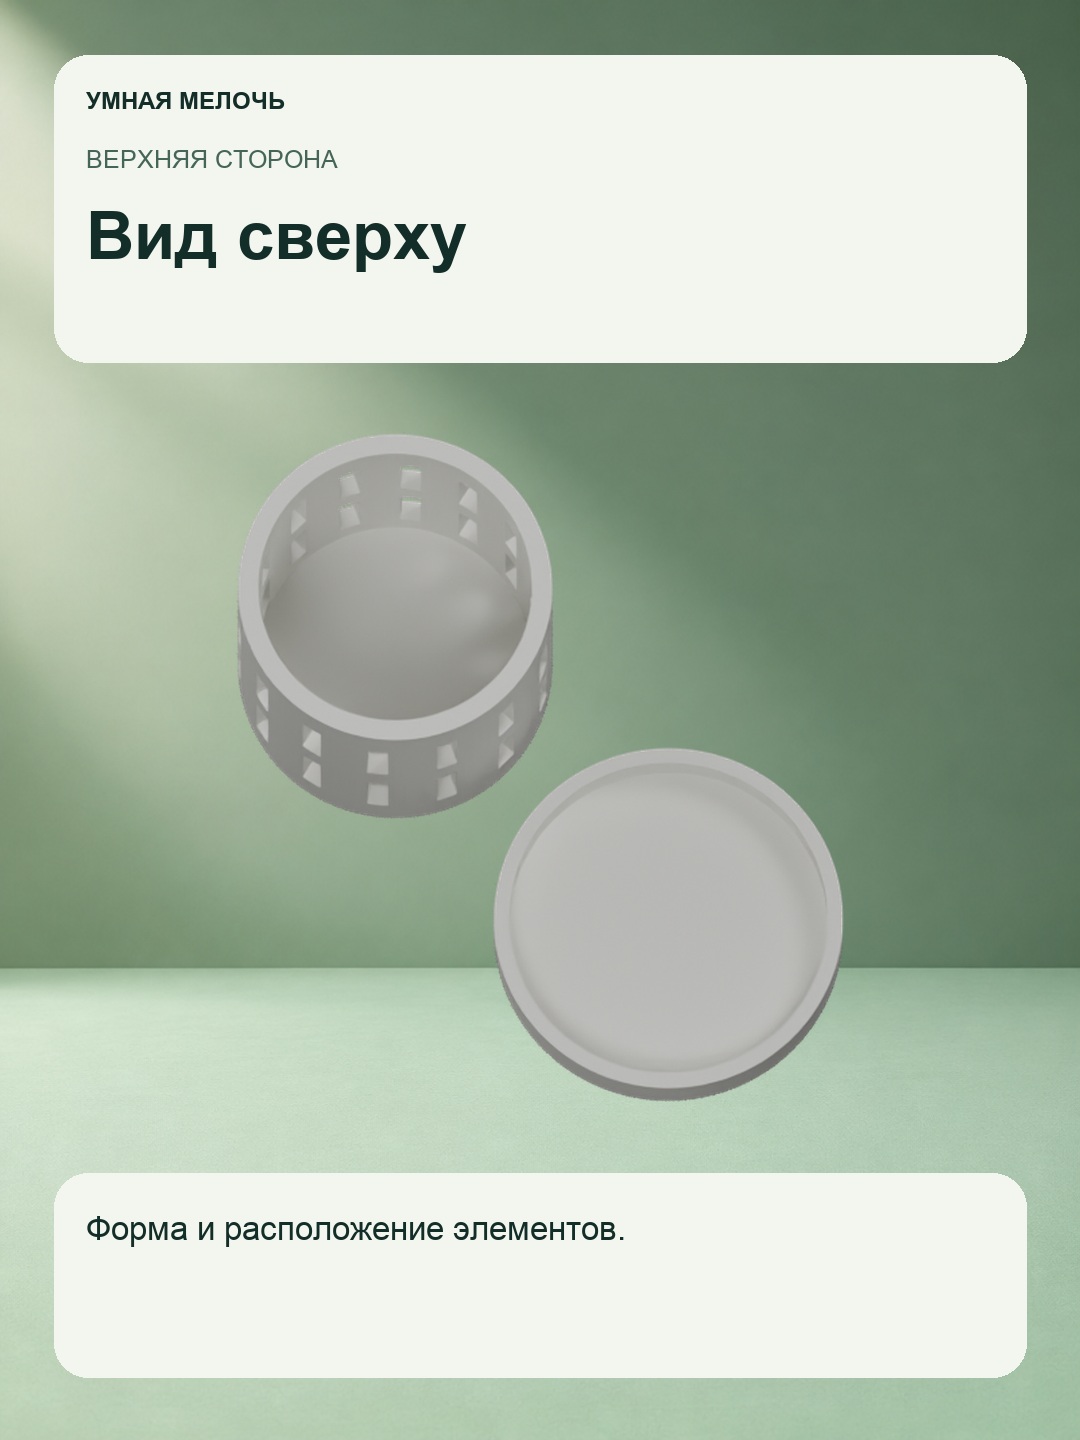 УМНАЯ МЕЛОЧЬ
ВЕРХНЯЯ СТОРОНА
Вид сверху
Форма и расположение элементов.